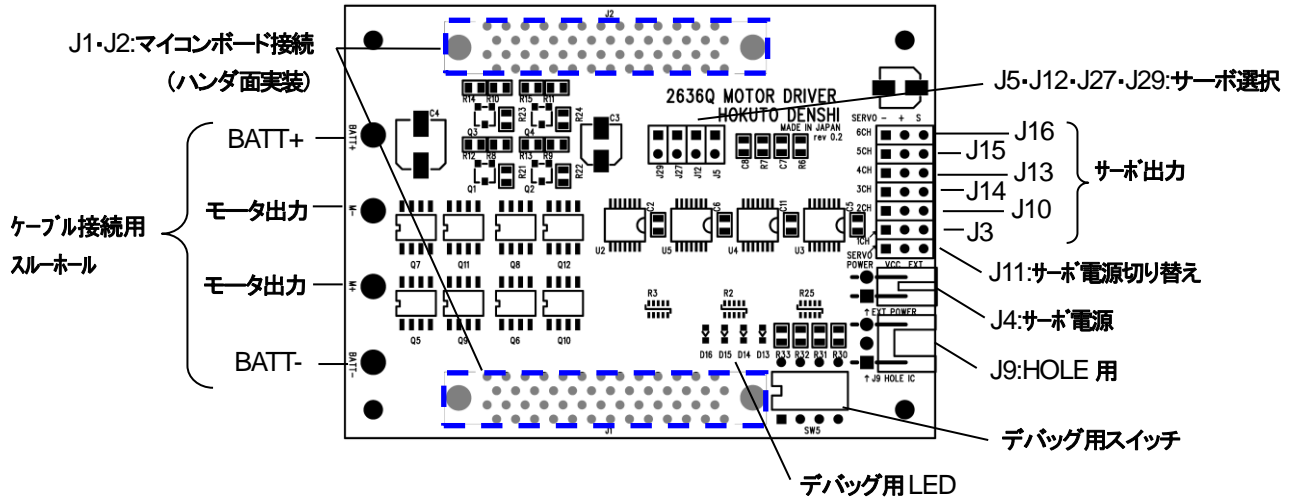 J2
J1・J2:マイコンボード接続
(ハンダ面実装)
J5・J12・J27・J29:サーボ選択
R14 R10 R15 R11
R23 R24
Q3 Q4
R12 R8 R13 R9
R21 R22
Q1 Q2
C4
C3
2636Q MOTOR DRIVER
HOKUTO DENSHI
MADE IN JAPAN
rev 0.2
J29 J27 J12 J5
C8 R7 C7 R6
SERVO - + S
6CH
5CH
4CH
3CH
2CH
1CH
SERVO
POWER VCC EXT
J16
J15
J13
J14
J10
J3
サーボ出力
J11:サーボ電源切り替え
J4:サーボ電源
J9:HOLE 用
ケーブル接続用
スルーホール
BATT+
モータ出力
モータ出力
BATT-
BATT+
M-
M+
BATT-
Q7 Q11 Q8 Q12
Q5 Q9 Q6 Q10
U2 C2 U5 C6 U4 C11 U3 C5
R3 R2 R25
↑EXT POWER
D16 D15 D14 D13
R33 R32 R31 R30
↑J9 HOLE IC
J1
SW5
デバッグ用スイッチ
デバッグ用 LED